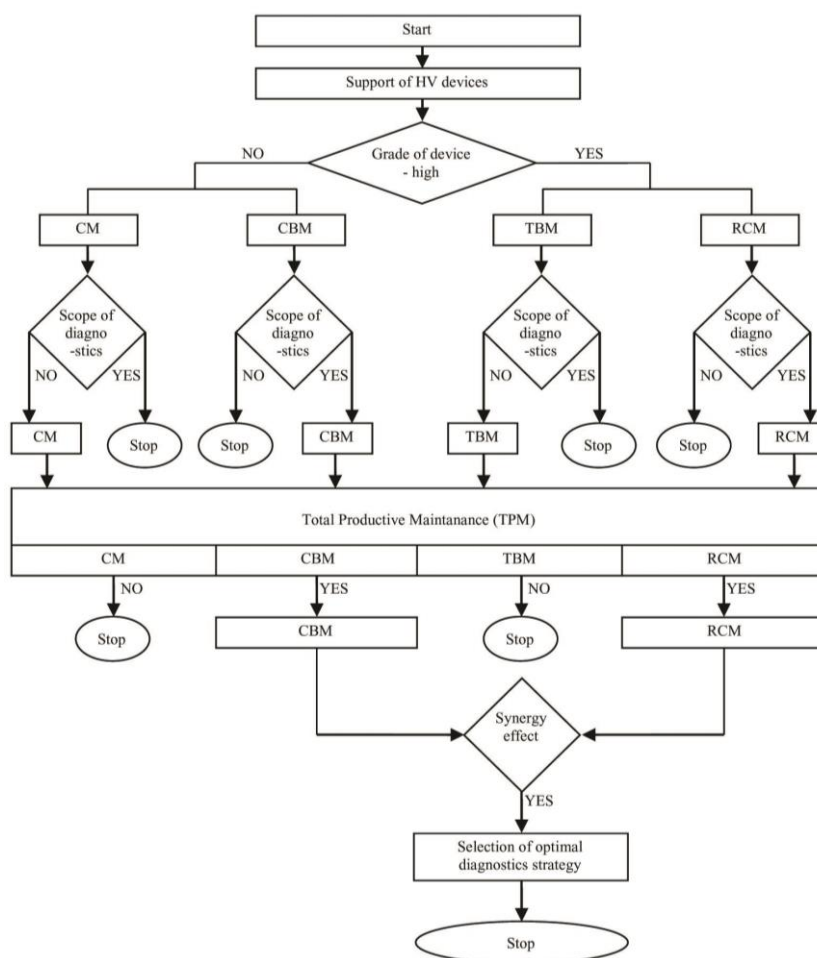 Start
Support of HV devices
Grade of device
- high
NO
YES
CM
CBM
TBM
RCM
Scope of
diagno
-stics
Scope of
diagno
-stics
Scope of
diagno
-stics
Scope of
diagno
-stics
NO
YES
NO
YES
NO
YES
NO
YES
CM
Stop
Stop
CBM
TBM
Stop
Stop
RCM
Total Productive Maintanance (TPM)
CM
CBM
TBM
RCM
NO
YES
NO
YES
Stop
CBM
Stop
RCM
Synergy
effect
YES
Selection of optimal
diagnostics strategy
Stop